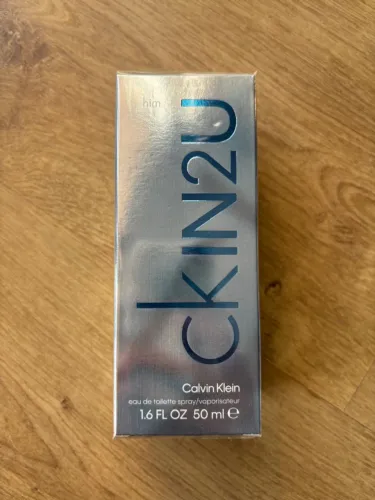 him
ckIN2U
Calvin Klein
eau de toilette spray/vaporisateur
1.6 FL OZ 50 ml ℮